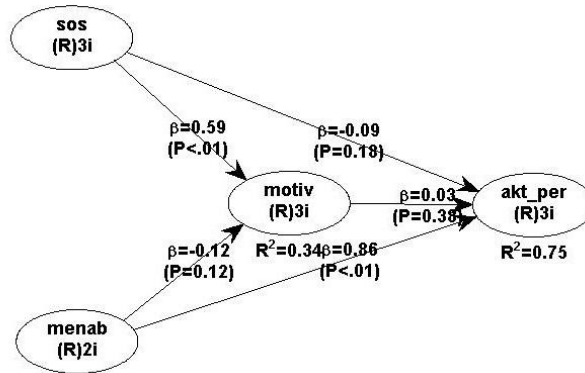 sos
(R)3i
β=0.59
(P<.01)
β=-0.09
(P=0.18)
motiv
(R)3i
β=0.03
(P=0.38)
akt_per
(R)3i
β=-0.12
(P=0.12)
R²=0.34
β=0.86
(P<.01)
R²=0.75
menab
(R)2i